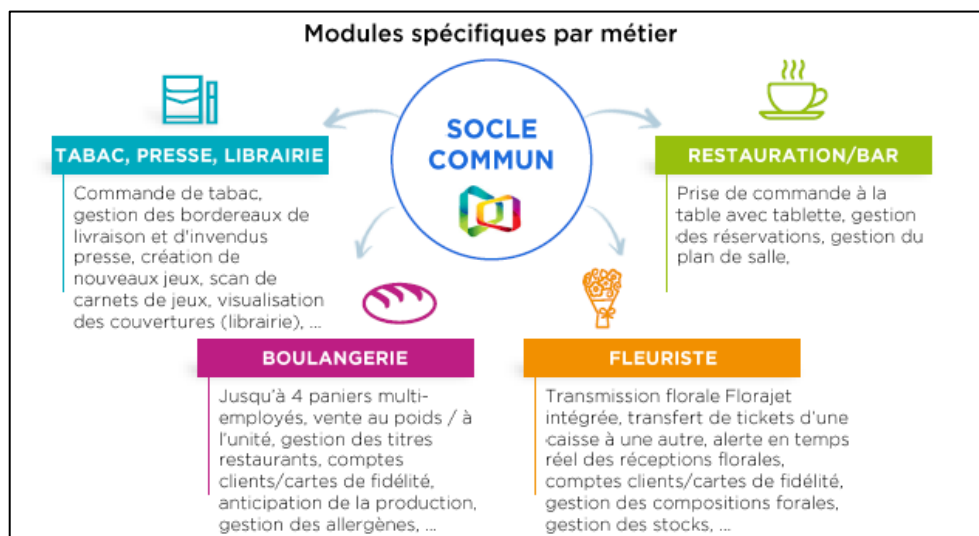 Modules spécifiques par métier
SOCLE
COMMUN
TABAC, PRESSE, LIBRAIRIE
Commande de tabac,
gestion des bordereaux de
livraison et d'invendus
presse, création de
nouveaux jeux, scan de
carnets de jeux, visualisation
des couvertures (librairie), ...
RESTAURATION/BAR
Prise de commande à la
table avec tablette, gestion
des réservations, gestion du
plan de salle,
BOULANGERIE
Jusqu'à 4 paniers multi-
employés, vente au poids / à
l'unité, gestion des titres
restaurants, comptes
clients/cartes de fidélité,
anticipation de la production,
gestion des allergènes, ...
FLEURISTE
Transmission florale Florajet
intégrée, transfert de tickets d'une
caisse à une autre, alerte en temps
réel des réceptions florales,
comptes clients/cartes de fidélité,
gestion des compositions forales,
gestion des stocks, ...